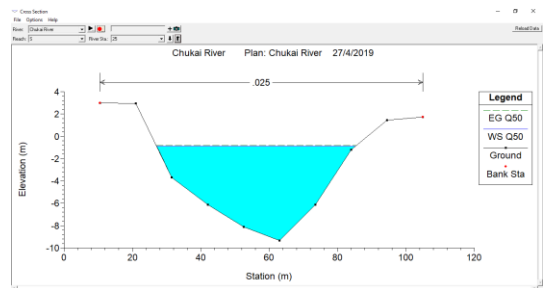 Cross Section
File Options Help
River: Chukai River
Reload Data
Reach: 1 River Sta.: 25
Chukai River Plan: Chukai River 27/4/2019
.025
Legend
EG Q50
WS Q50
Ground
Bank Sta
Elevation (m)
4
2
0
-2
-4
-6
-8
-10
0 20 40 60 80 100 120
Station (m)